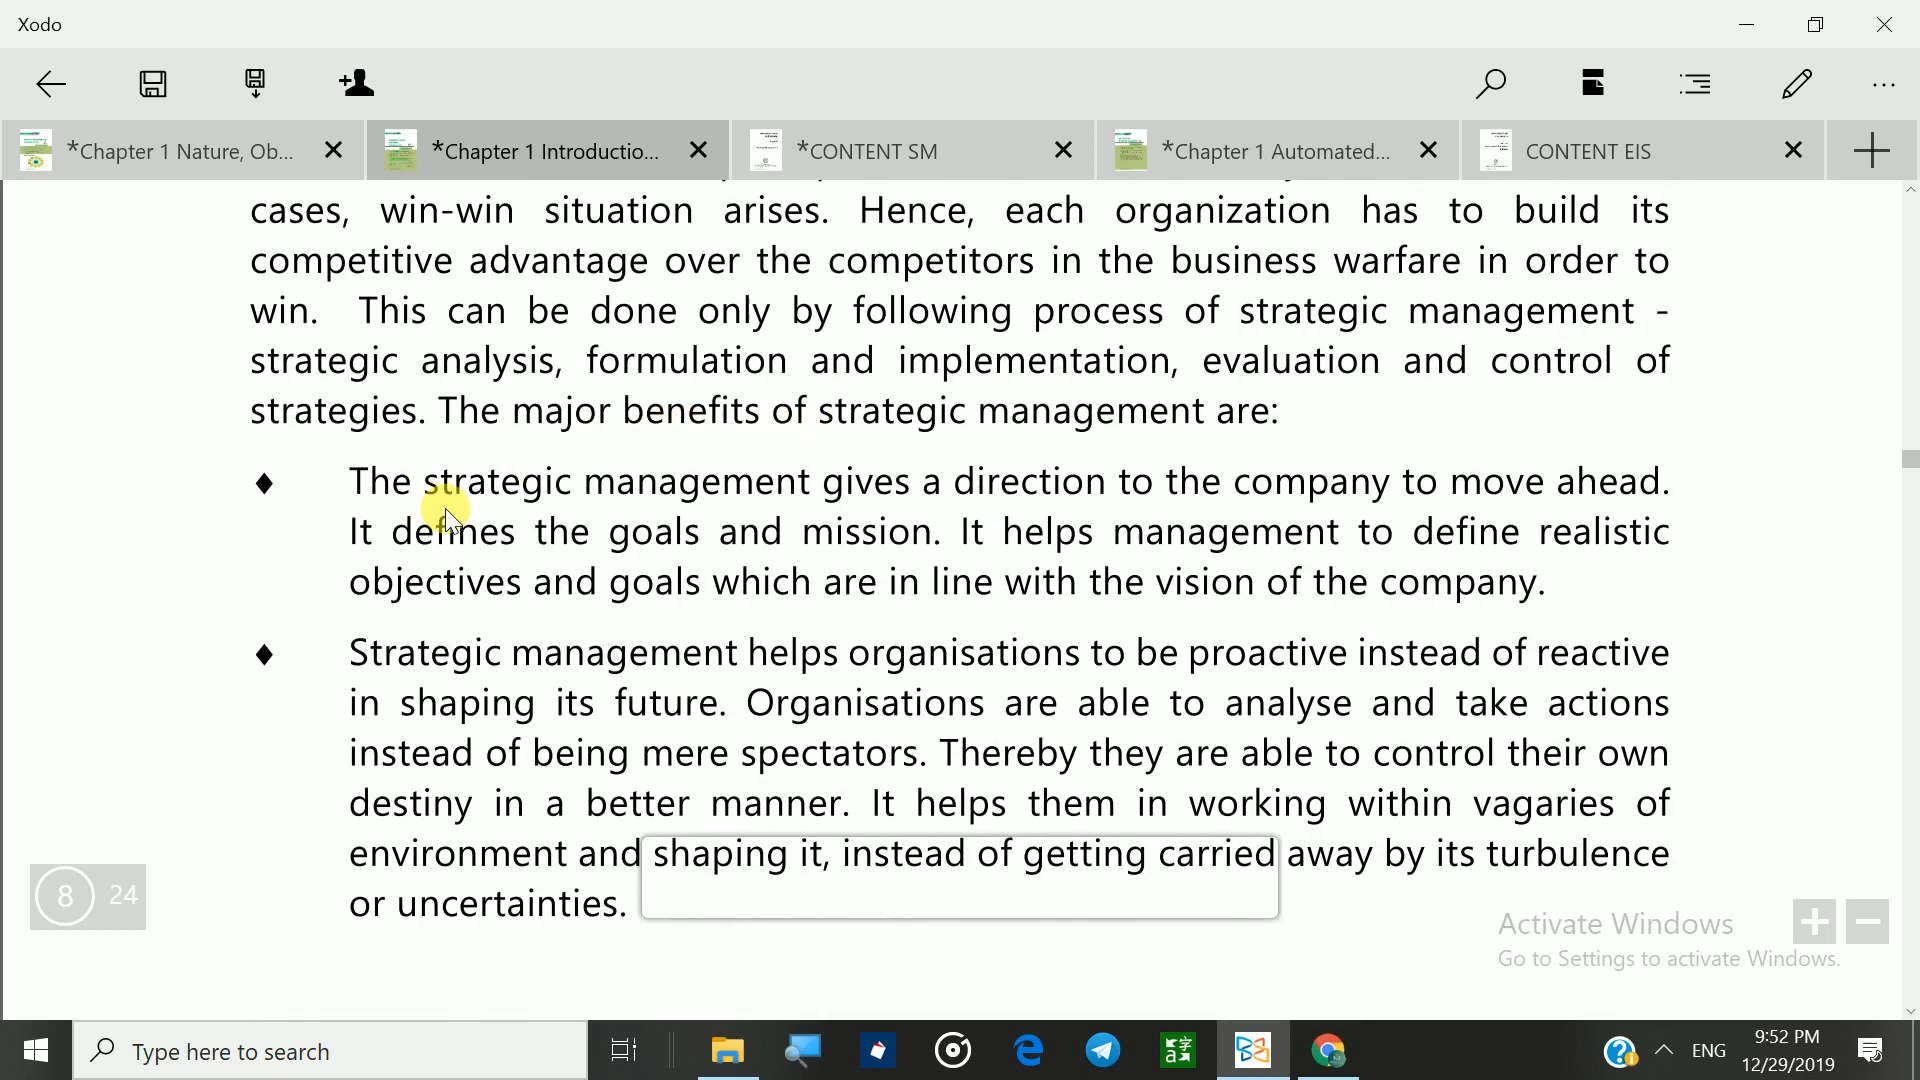 Xodo
*Chapter 1 Nature, Ob...
*Chapter 1 Introductio...
*CONTENT SM
*Chapter 1 Automated...
CONTENT EIS
cases, win-win situation arises. Hence, each organization has to build its
competitive advantage over the competitors in the business warfare in order to
win. This can be done only by following process of strategic management -
strategic analysis, formulation and implementation, evaluation and control of
strategies. The major benefits of strategic management are:
♦ The strategic management gives a direction to the company to move ahead.
It defines the goals and mission. It helps management to define realistic
objectives and goals which are in line with the vision of the company.
♦ Strategic management helps organisations to be proactive instead of reactive
in shaping its future. Organisations are able to analyse and take actions
instead of being mere spectators. Thereby they are able to control their own
destiny in a better manner. It helps them in working within vagaries of
environment and shaping it, instead of getting carried away by its turbulence
or uncertainties.
8 24
Activate Windows
Go to Settings to activate Windows.
Type here to search
ENG
9:52 PM
12/29/2019